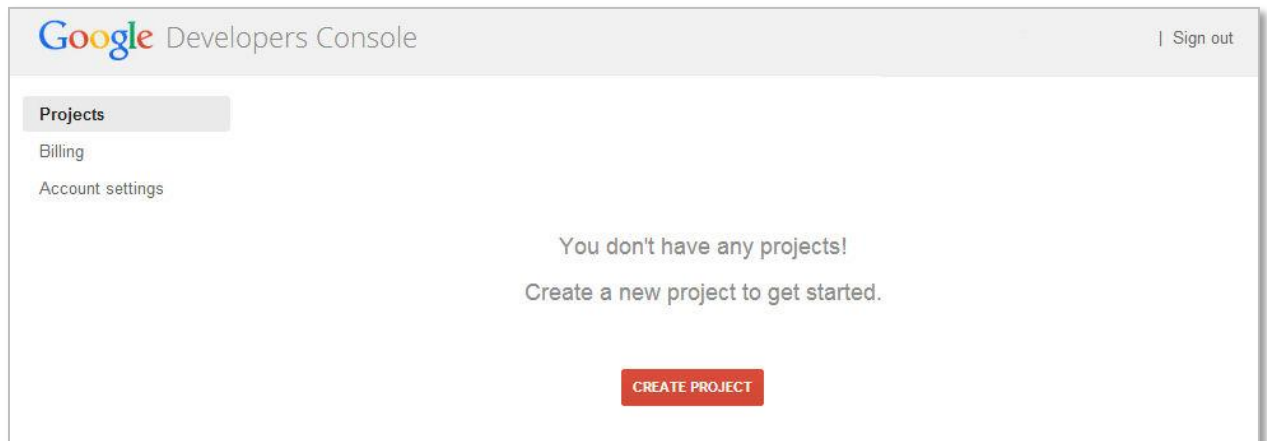 Google Developers Console
| Sign out
Projects
Billing
Account settings
You don't have any projects!
Create a new project to get started.
CREATE PROJECT